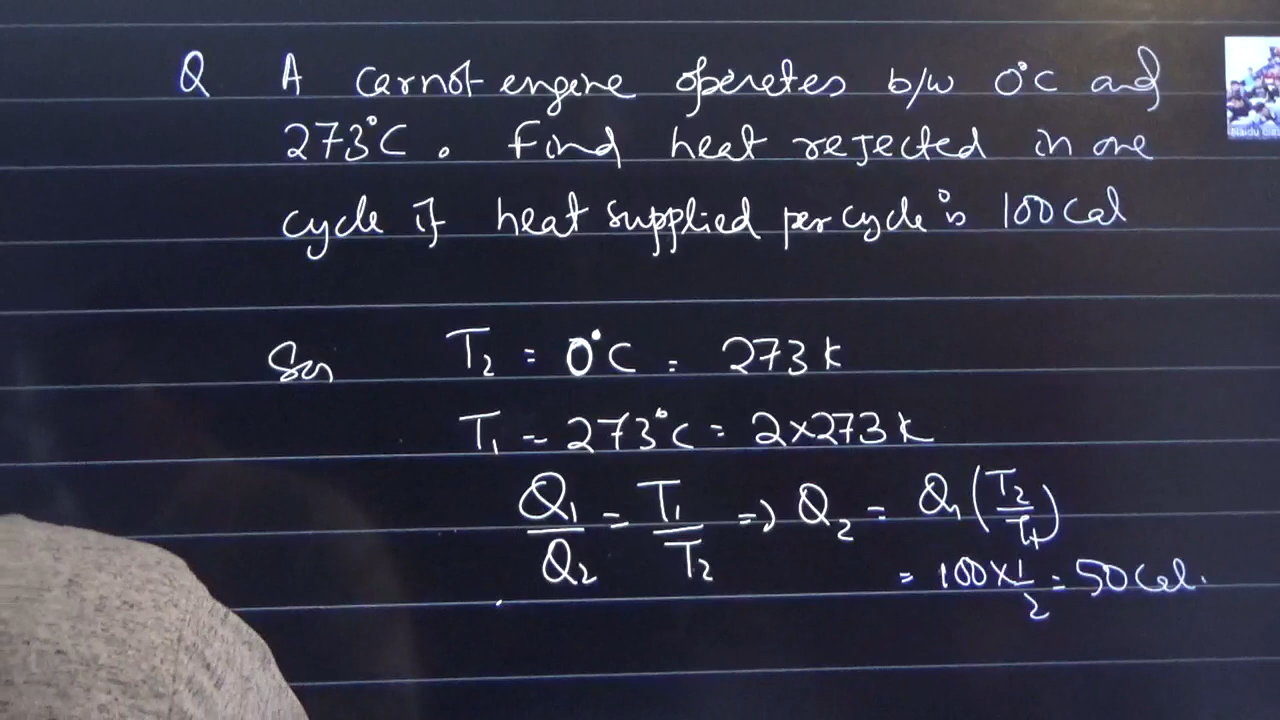 Q A carnot engine operates b/w 0°C and
273°C. Find heat rejected in one
cycle if heat supplied per cycle is 100 Cal
Son T₂ = 0°C = 273 K
T₁ = 273°C = 2×273 K
Q₁/Q₂ = T₁/T₂ => Q₂ = Q₁(T₂/T₁)
= 100×1/2 = 50 Cal.